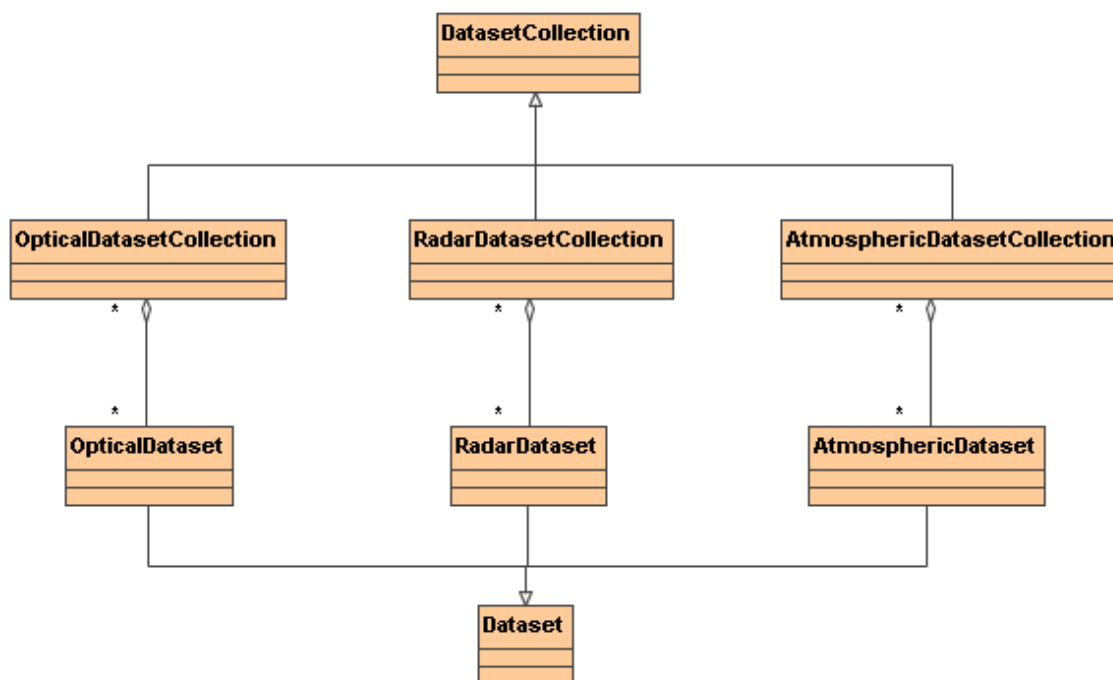 DatasetCollection
OpticalDatasetCollection
RadarDatasetCollection
AtmosphericDatasetCollection
*
*
*
*
*
*
OpticalDataset
RadarDataset
AtmosphericDataset
Dataset